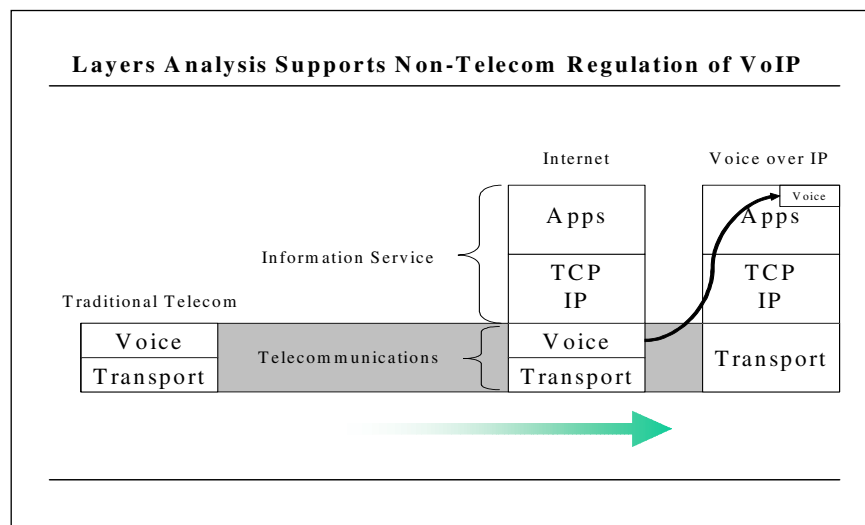 Layers Analysis Supports Non-Telecom Regulation of VoIP
Internet
Voice over IP
Voice
Apps
Apps
Information Service
TCP
IP
TCP
IP
Traditional Telecom
Voice
Telecommunications
Voice
Transport
Transport
Transport